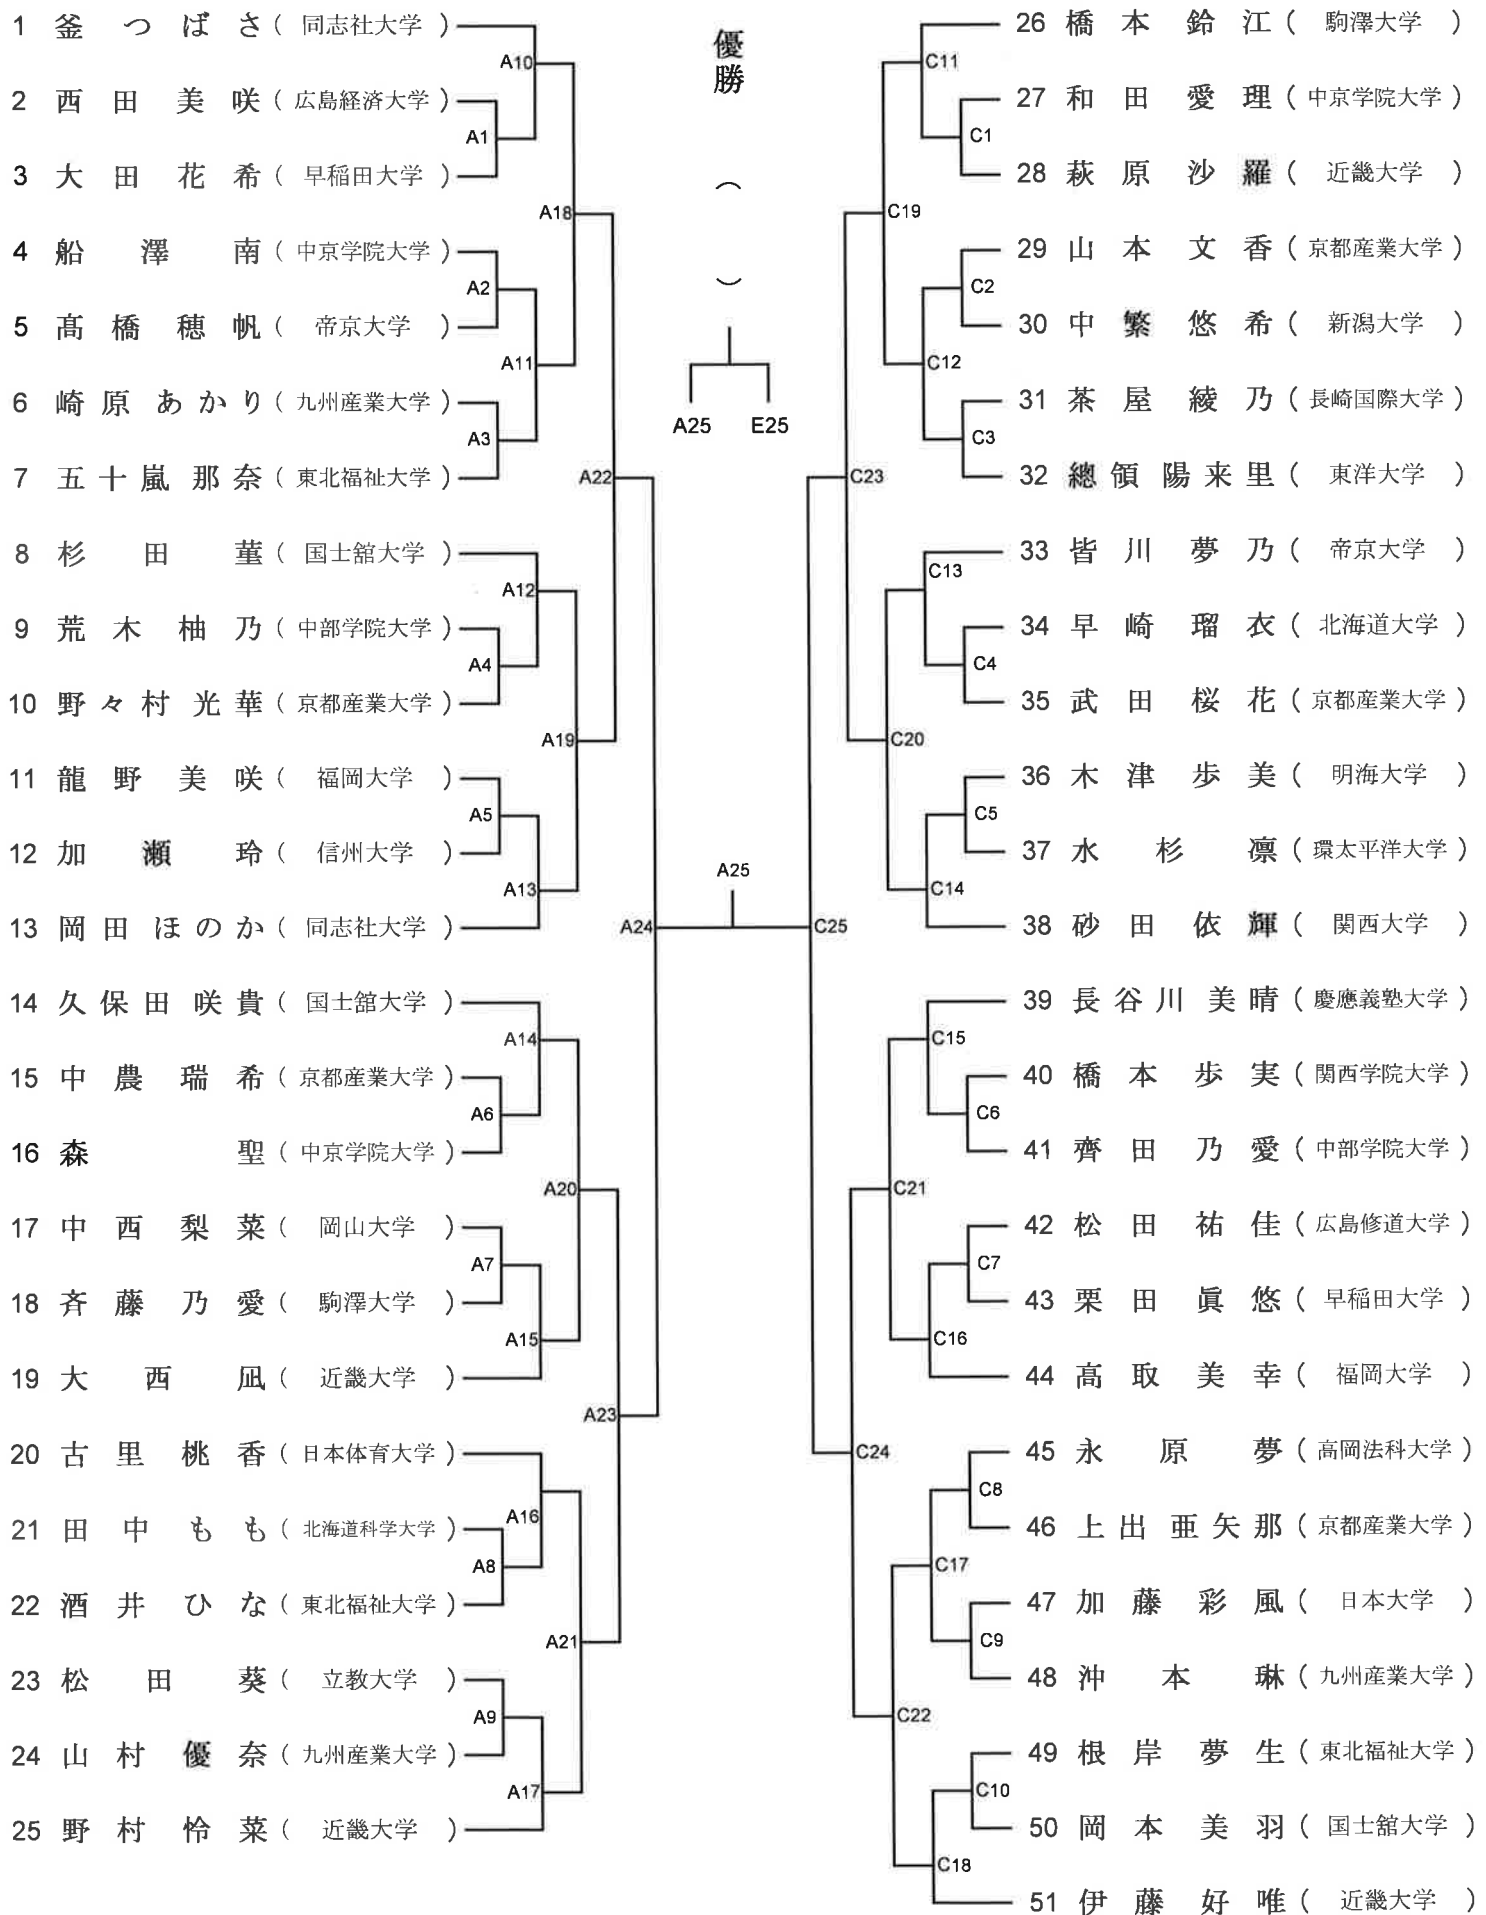 優勝
（
）
A25 E25
1 釜 つ ば さ ( 同志社大学 )
2 西 田 美 咲 ( 広島経済大学 )
3 大 田 花 希 ( 早稲田大学 )
4 船 澤 南 ( 中京学院大学 )
5 髙 橋 穂 帆 ( 帝京大学 )
6 崎 原 あ か り ( 九州産業大学 )
7 五 十 嵐 那 奈 ( 東北福祉大学 )
8 杉 田 菫 ( 国士舘大学 )
9 荒 木 柚 乃 ( 中部学院大学 )
10 野 々 村 光 華 ( 京都産業大学 )
11 龍 野 美 咲 ( 福岡大学 )
12 加 瀬 玲 ( 信州大学 )
13 岡 田 ほ の か ( 同志社大学 )
14 久 保 田 咲 貴 ( 国士舘大学 )
15 中 農 瑞 希 ( 京都産業大学 )
16 森 聖 ( 中京学院大学 )
17 中 西 梨 菜 ( 岡山大学 )
18 斉 藤 乃 愛 ( 駒澤大学 )
19 大 西 凪 ( 近畿大学 )
20 古 里 桃 香 ( 日本体育大学 )
21 田 中 も も ( 北海道科学大学 )
22 酒 井 ひ な ( 東北福祉大学 )
23 松 田 葵 ( 立教大学 )
24 山 村 優 奈 ( 九州産業大学 )
25 野 村 怜 菜 ( 近畿大学 )
A1
A2
A3
A4
A5
A6
A7
A8
A9
A10
A11
A12
A13
A14
A15
A16
A17
A18
A19
A20
A21
A22
A23
A24
A25
C25
C24
C23
C22
C21
C20
C19
C18
C17
C16
C15
C14
C13
C12
C11
C10
C9
C8
C7
C6
C5
C4
C3
C2
C1
26 橋 本 鈴 江 ( 駒澤大学 )
27 和 田 愛 理 ( 中京学院大学 )
28 萩 原 沙 羅 ( 近畿大学 )
29 山 本 文 香 ( 京都産業大学 )
30 中 繁 悠 希 ( 新潟大学 )
31 茶 屋 綾 乃 ( 長崎国際大学 )
32 總 領 陽 来 里 ( 東洋大学 )
33 皆 川 夢 乃 ( 帝京大学 )
34 早 崎 瑠 衣 ( 北海道大学 )
35 武 田 桜 花 ( 京都産業大学 )
36 木 津 歩 美 ( 明海大学 )
37 水 杉 凛 ( 環太平洋大学 )
38 砂 田 依 輝 ( 関西大学 )
39 長 谷 川 美 晴 ( 慶應義塾大学 )
40 橋 本 歩 実 ( 関西学院大学 )
41 齊 田 乃 愛 ( 中部学院大学 )
42 松 田 祐 佳 ( 広島修道大学 )
43 栗 田 眞 悠 ( 早稲田大学 )
44 高 取 美 幸 ( 福岡大学 )
45 永 原 夢 ( 高岡法科大学 )
46 上 出 亜 矢 那 ( 京都産業大学 )
47 加 藤 彩 風 ( 日本大学 )
48 沖 本 琳 ( 九州産業大学 )
49 根 岸 夢 生 ( 東北福祉大学 )
50 岡 本 美 羽 ( 国士舘大学 )
51 伊 藤 好 唯 ( 近畿大学 )